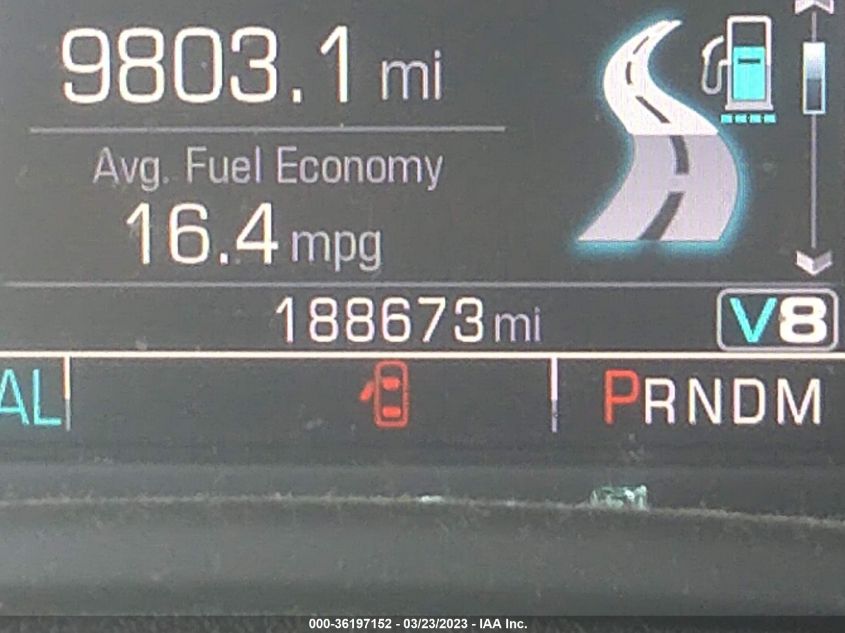 9803.1 mi
Avg. Fuel Economy
16.4 mpg
188673 mi V8
AL PRNDM
000-36197152 - 03/23/2023 - IAA Inc.